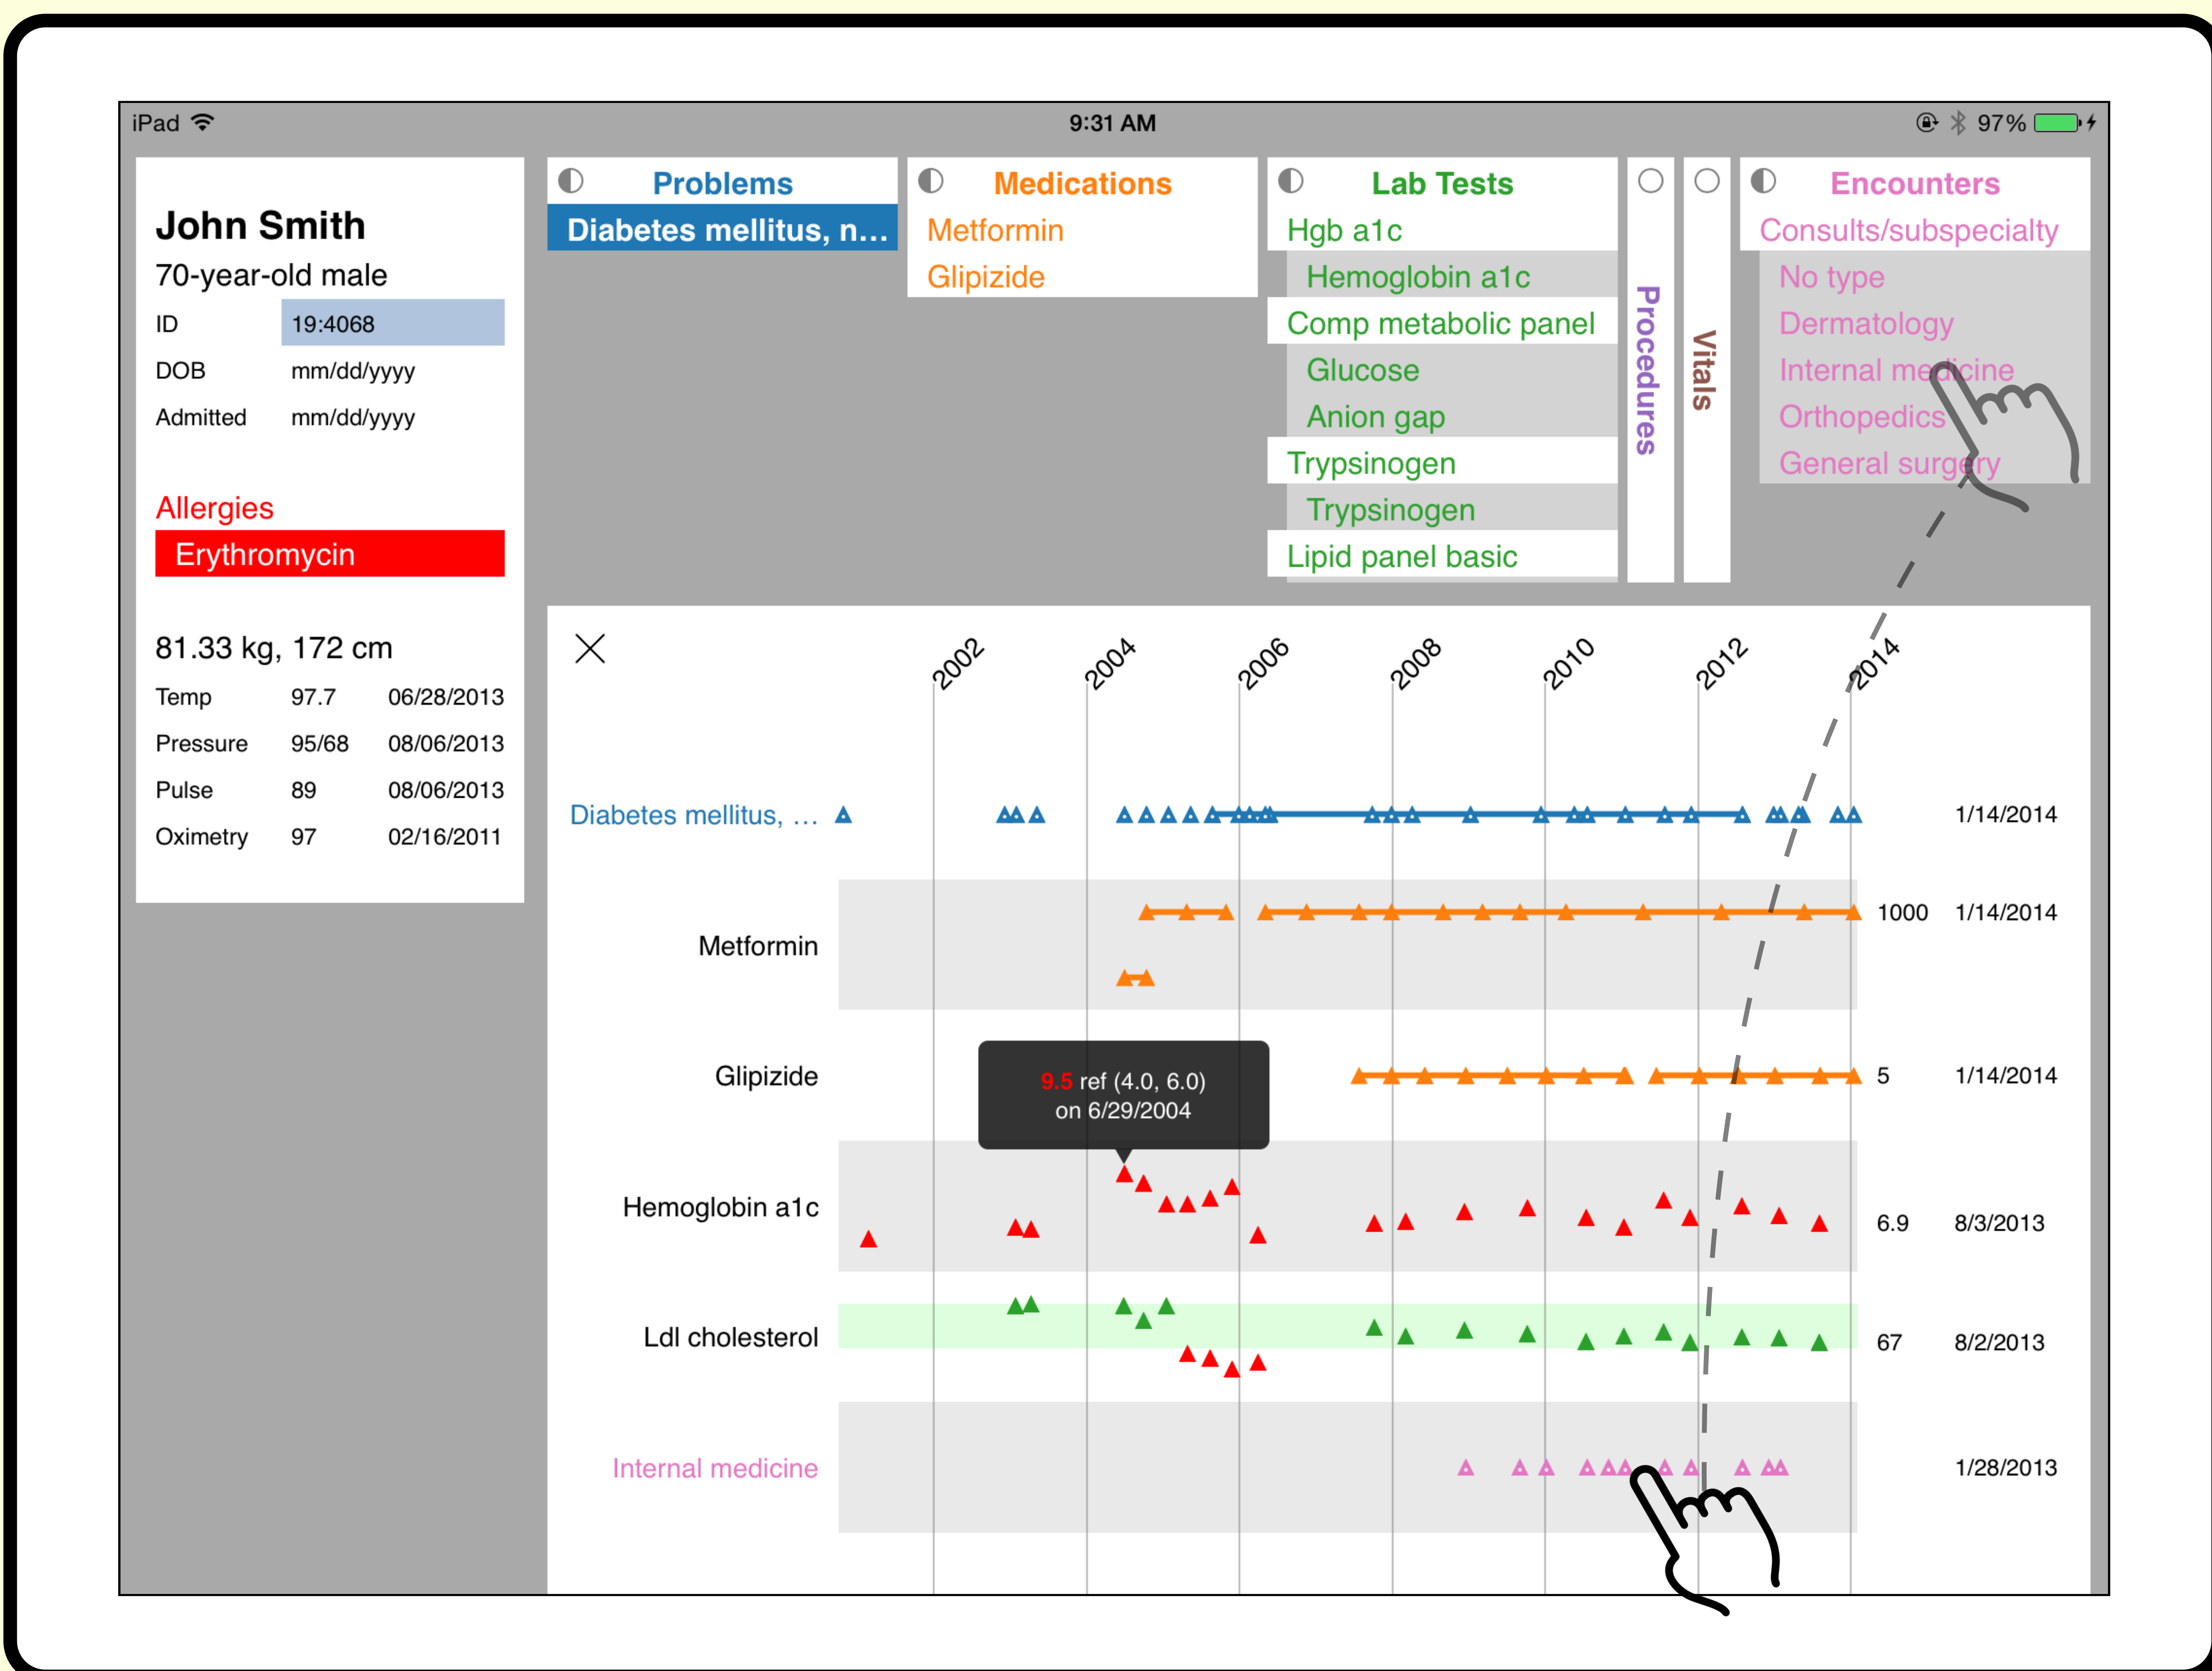 iPad
9:31 AM
97%
John Smith
70-year-old male
ID 19:4068
DOB mm/dd/yyyy
Admitted mm/dd/yyyy
Allergies
Erythromycin
81.33 kg, 172 cm
Temp 97.7 06/28/2013
Pressure 95/68 08/06/2013
Pulse 89 08/06/2013
Oximetry 97 02/16/2011
Problems
Diabetes mellitus, n...
Medications
Metformin
Glipizide
Lab Tests
Hgb a1c
Hemoglobin a1c
Comp metabolic panel
Glucose
Anion gap
Trypsinogen
Trypsinogen
Lipid panel basic
Procedures
Vitals
Encounters
Consults/subspecialty
No type
Dermatology
Internal medicine
Orthopedics
General surgery
2002 2004 2006 2008 2010 2012 2014
Diabetes mellitus, ... 1/14/2014
Metformin 1000 1/14/2014
Glipizide 5 1/14/2014
9.5 ref (4.0, 6.0)
on 6/29/2004
Hemoglobin a1c 6.9 8/3/2013
Ldl cholesterol 67 8/2/2013
Internal medicine 1/28/2013